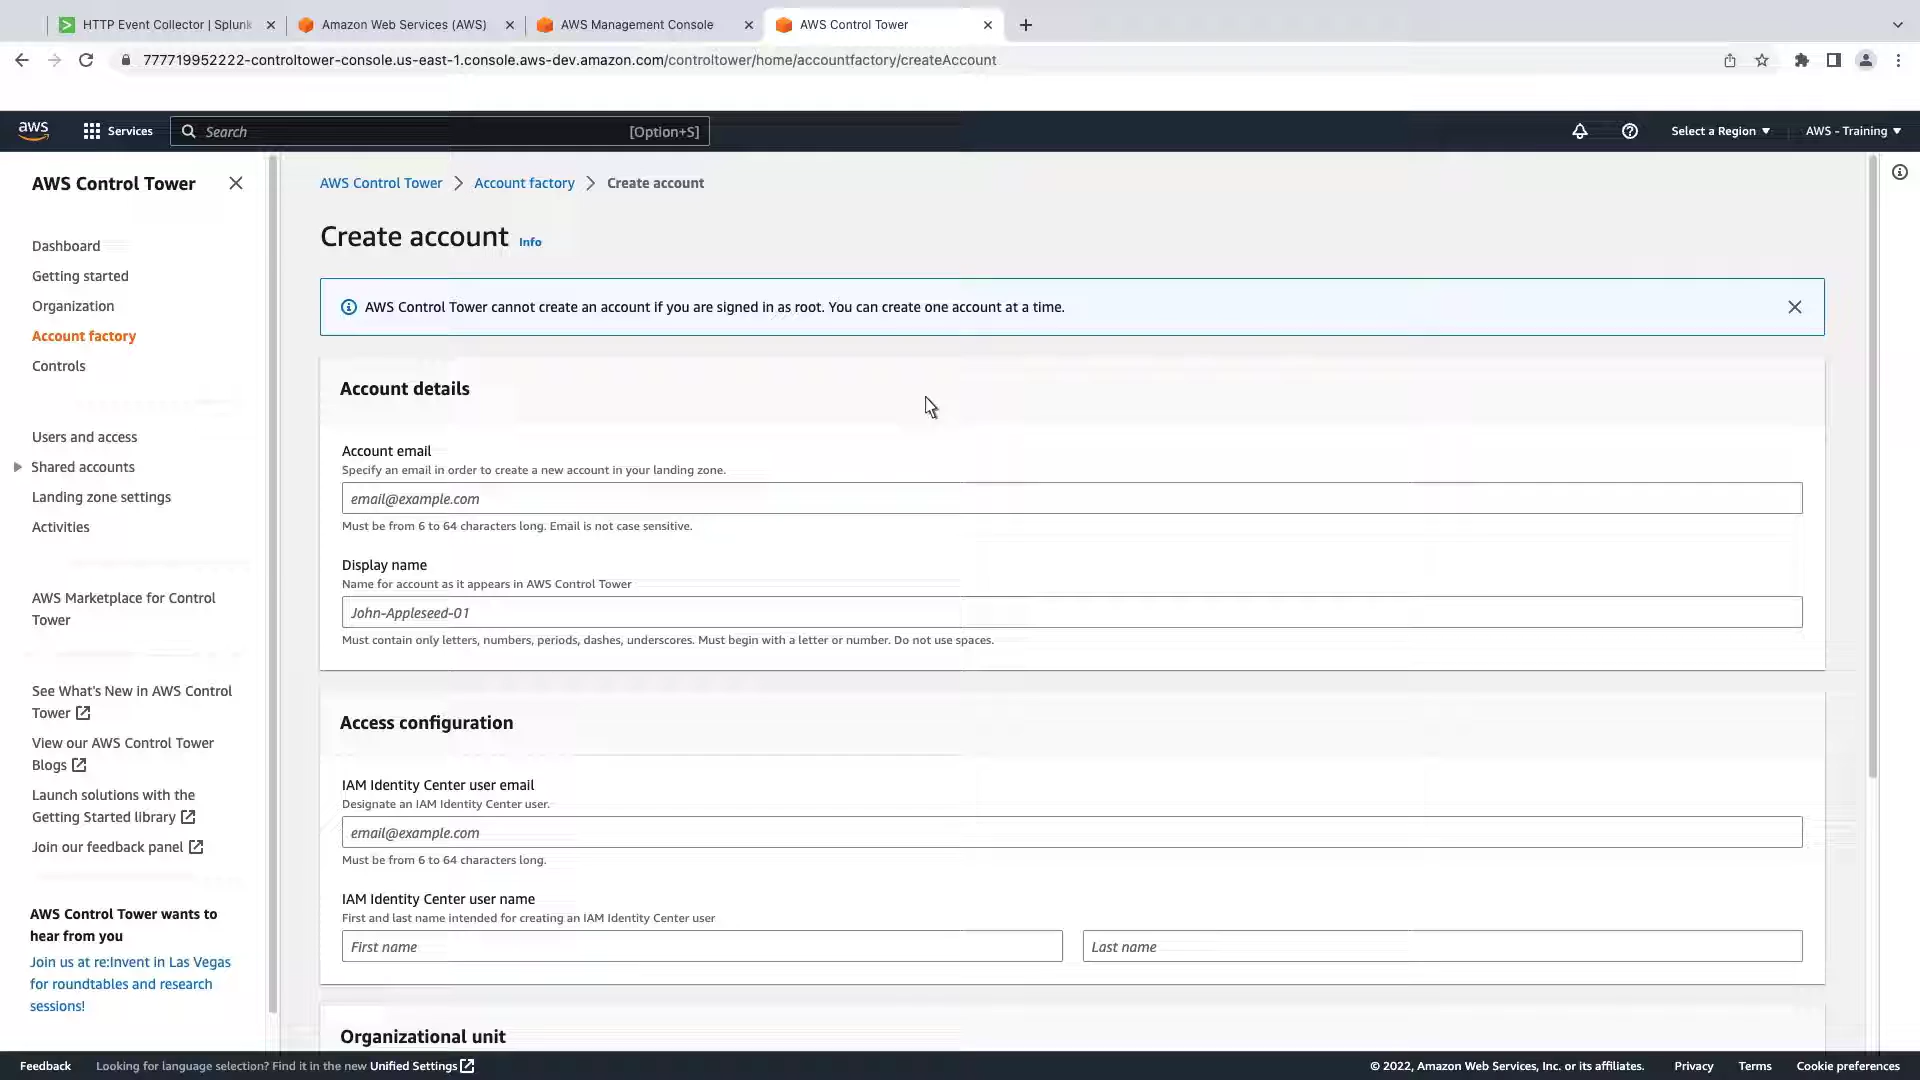 HTTP Event Collector | Splunk
Amazon Web Services (AWS)
AWS Management Console
AWS Control Tower
777719952222-controltower-console.us-east-1.console.aws-dev.amazon.com/controltower/home/accountfactory/createAccount
aws
Services
Search
[Option+S]
Select a Region
AWS - Training
AWS Control Tower
Dashboard
Getting started
Organization
Account factory
Controls
Users and access
Shared accounts
Landing zone settings
Activities
AWS Marketplace for Control
Tower
See What's New in AWS Control
Tower
View our AWS Control Tower
Blogs
Launch solutions with the
Getting Started library
Join our feedback panel
AWS Control Tower wants to
hear from you
Join us at re:Invent in Las Vegas
for roundtables and research
sessions!
AWS Control Tower > Account factory > Create account
Create account Info
AWS Control Tower cannot create an account if you are signed in as root. You can create one account at a time.
Account details
Account email
Specify an email in order to create a new account in your landing zone.
email@example.com
Must be from 6 to 64 characters long. Email is not case sensitive.
Display name
Name for account as it appears in AWS Control Tower
John-Appleseed-01
Must contain only letters, numbers, periods, dashes, underscores. Must begin with a letter or number. Do not use spaces.
Access configuration
IAM Identity Center user email
Designate an IAM Identity Center user.
email@example.com
Must be from 6 to 64 characters long.
IAM Identity Center user name
First and last name intended for creating an IAM Identity Center user
First name
Last name
Organizational unit
Feedback
Looking for language selection? Find it in the new Unified Settings
© 2022, Amazon Web Services, Inc. or its affiliates.
Privacy
Terms
Cookie preferences